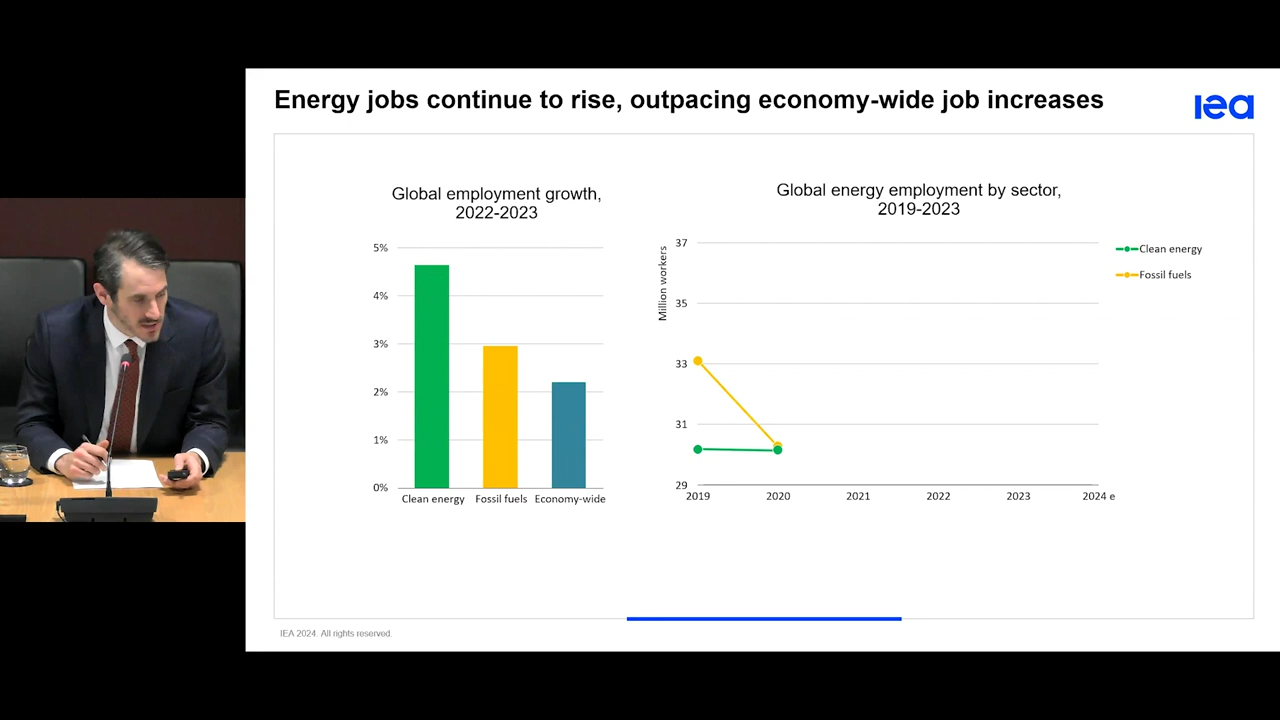 Energy jobs continue to rise, outpacing economy-wide job increases
iea
Global employment growth,
2022-2023
5%
4%
3%
2%
1%
0%
Clean energy
Fossil fuels
Economy-wide
Global energy employment by sector,
2019-2023
Million workers
37
35
33
31
29
2019
2020
2021
2022
2023
2024 e
Clean energy
Fossil fuels
IEA 2024. All rights reserved.